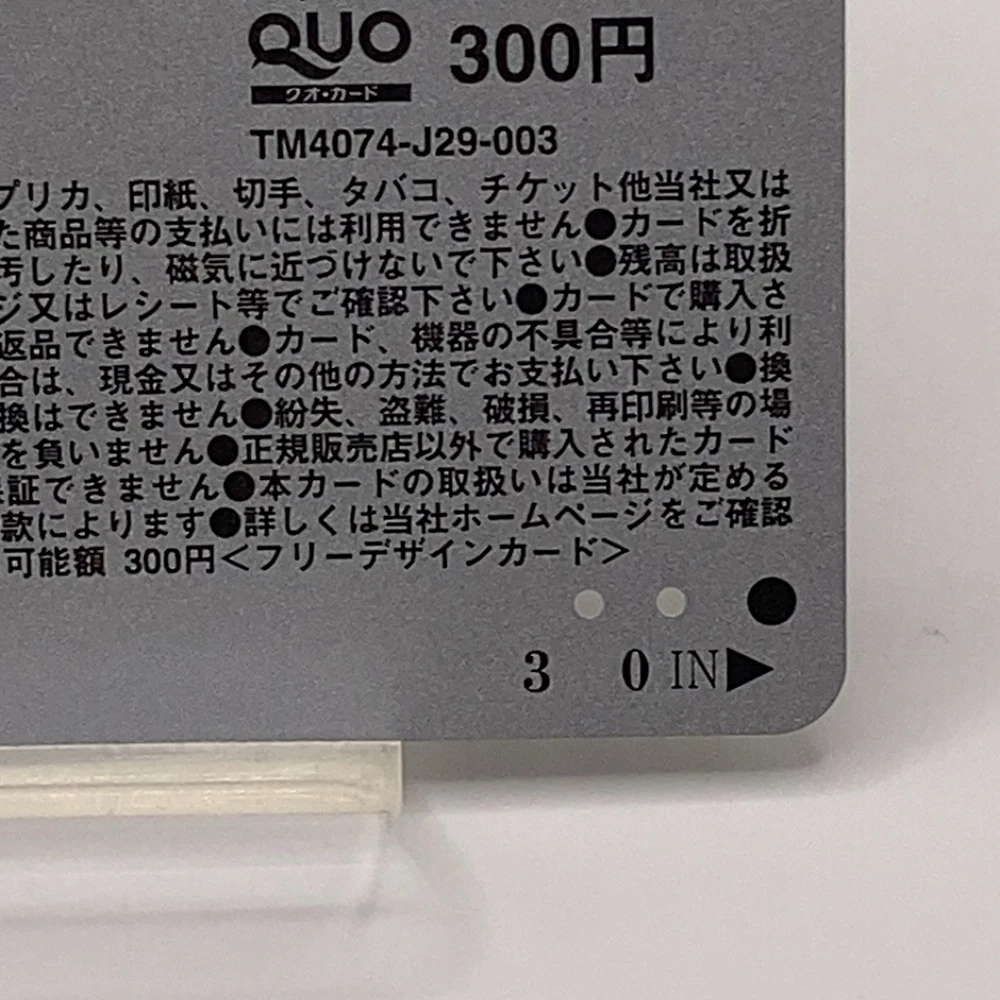 QUO 300円
クオ・カード
TM4074-J29-003
プリカ、印紙、切手、タバコ、チケット他当社又は
た商品等の支払いには利用できません●カードを折
汚したり、磁気に近づけないで下さい●残高は取扱
ジ又はレシート等でご確認下さい●カードで購入さ
返品できません●カード、機器の不具合等により利
合は、現金又はその他の方法でお支払い下さい●換
換はできません●紛失、盗難、破損、再印刷等の場
を負いません●正規販売店以外で購入されたカード
証できません●本カードの取扱いは当社が定める
款によります●詳しくは当社ホームページをご確認
可能額 300円<フリーデザインカード>
3 0 IN▶